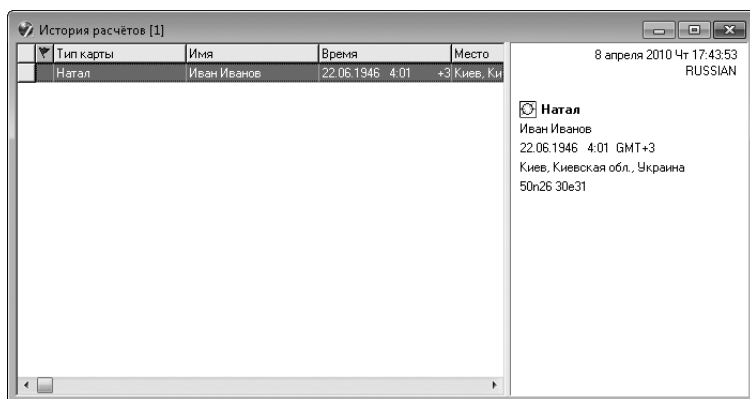 История расчётов [1]
Тип карты Имя Время Место
Натал Иван Иванов 22.06.1946 4:01 +3 Киев, Ки
8 апреля 2010 Чт 17:43:53
RUSSIAN
Натал
Иван Иванов
22.06.1946 4:01 GMT+3
Киев, Киевская обл., Украина
50n26 30e31